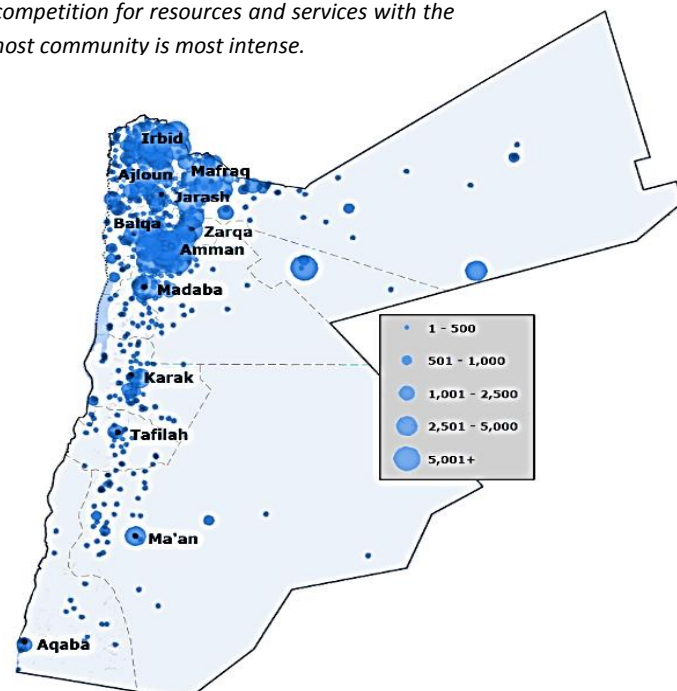 competition for resources and services with the
host community is most intense.
Irbid
Ajloun
Mafraq
Jarash
Balqa
Zarqa
Amman
Madaba
1 - 500
501 - 1,000
1,001 - 2,500
2,501 - 5,000
5,001+
Karak
Tafilah
Ma'an
Aqaba